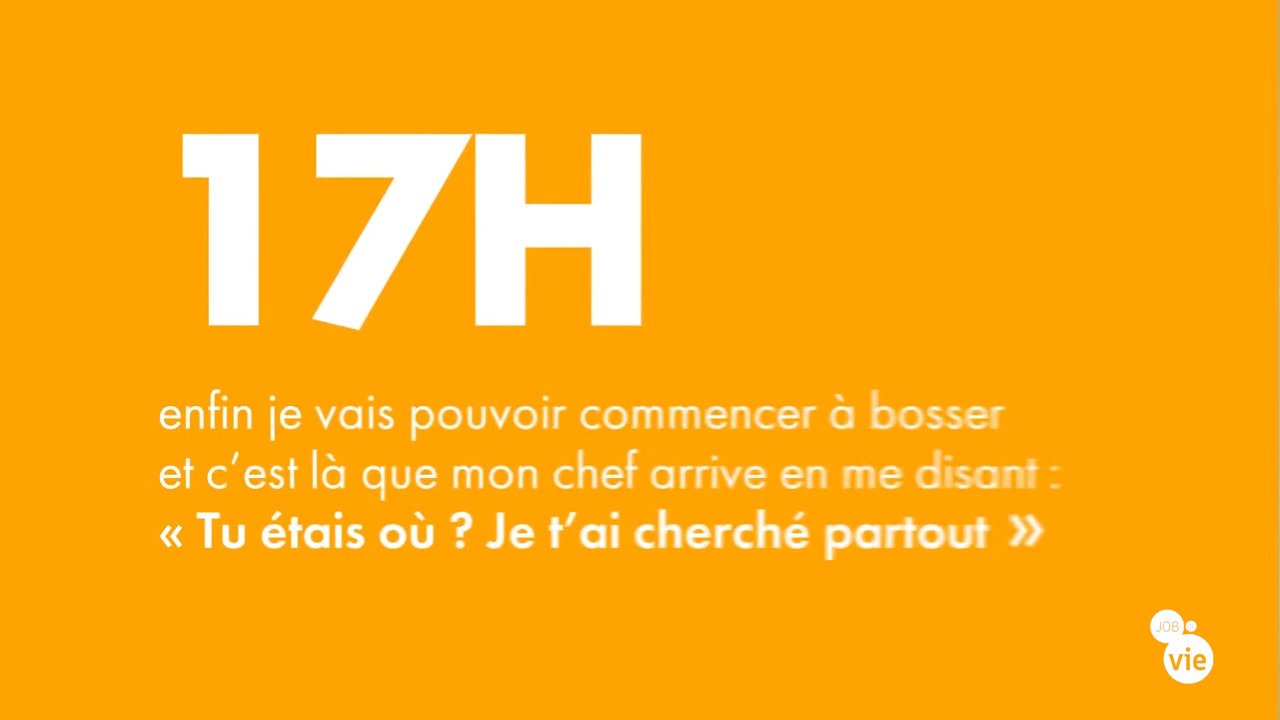 17H
enfin je vais pouvoir commencer à bosser
et c’est là que mon chef arrive en me disant :
« Tu étais où ? Je t’ai cherché partout »
JOB
vie